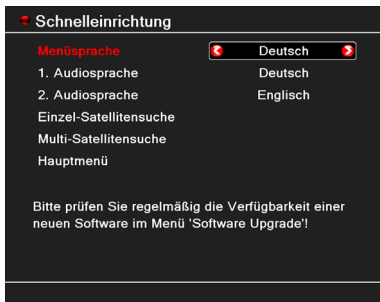 Schnelleinrichtung
Menüsprache Deutsch
1. Audiosprache Deutsch
2. Audiosprache Englisch
Einzel-Satellitensuche
Multi-Satellitensuche
Hauptmenü
Bitte prüfen Sie regelmäßig die Verfügbarkeit einer
neuen Software im Menü 'Software Upgrade'!